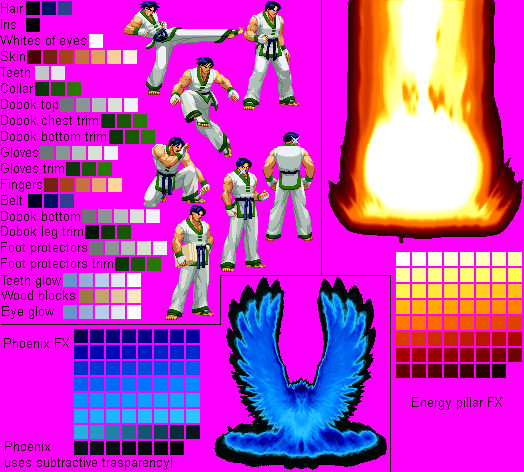 Hair
Iris
Whites of eyes
Skin
Teeth
Collar
Dobok top
Dobok chest trim
Dobok bottom trim
Gloves
Gloves trim
Fingers
Belt
Dobok bottom
Dobok leg trim
Foot protectors
Foot protectors trim
Teeth glow
Wood blocks
Eye glow
Phoenix FX
Phoenix
uses subtractive trasparency!
Energy pillar FX